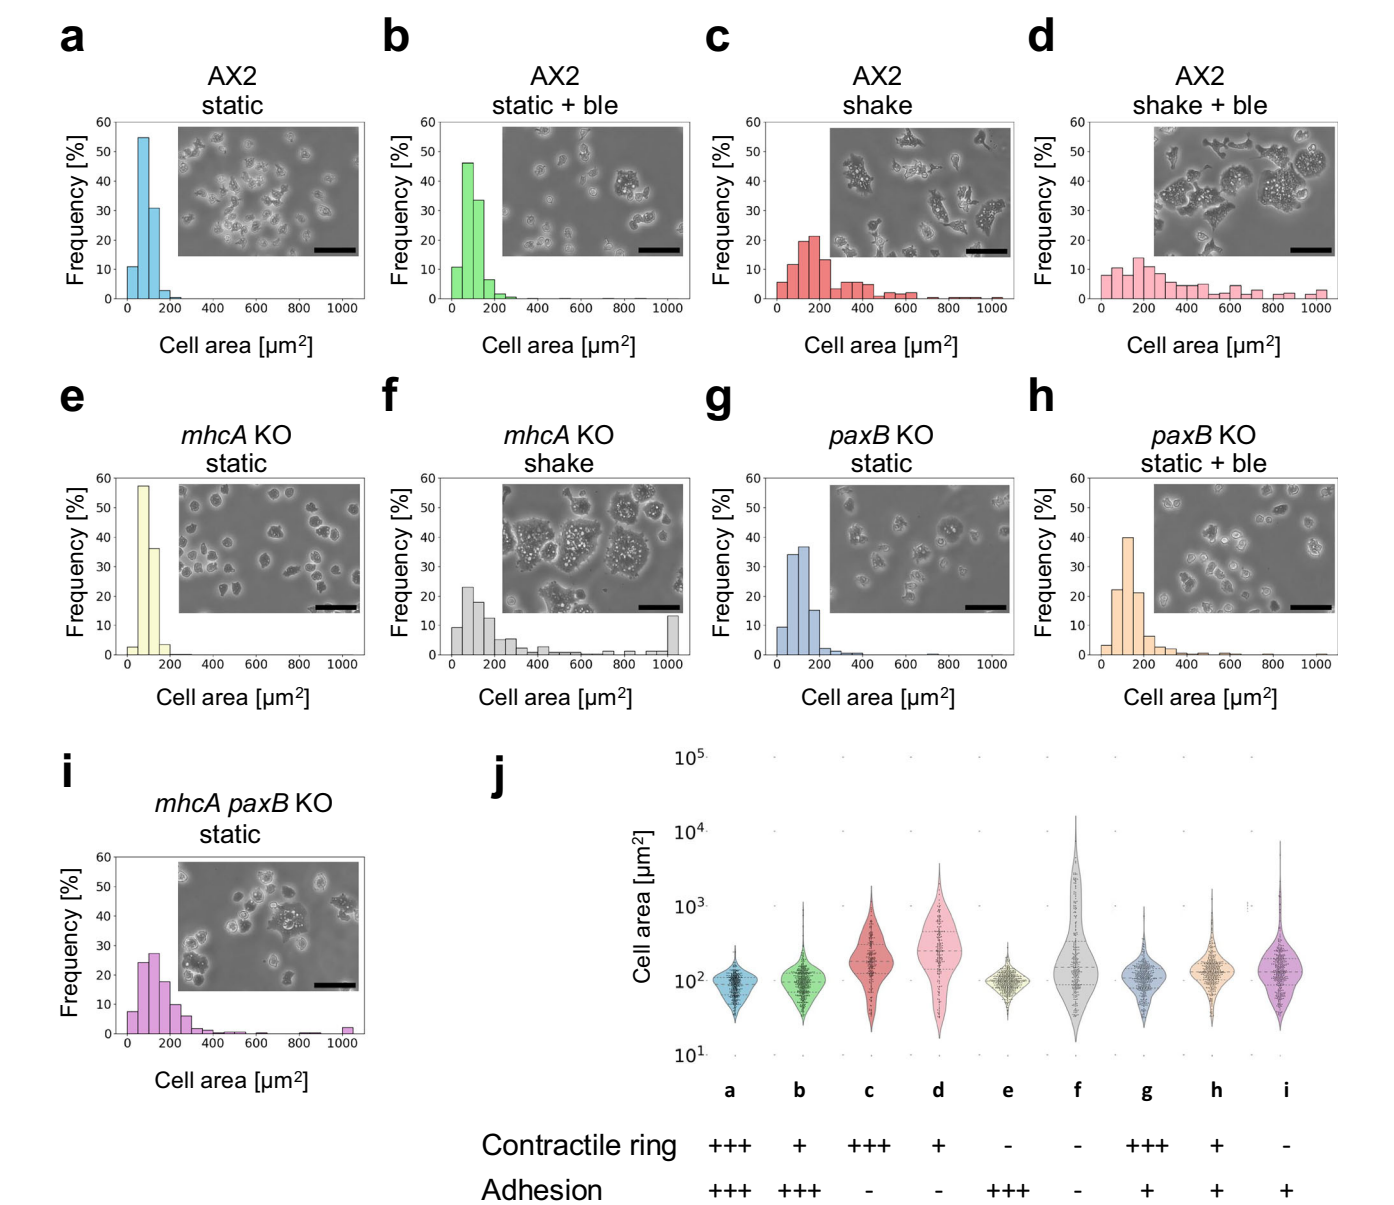 a
b
c
d
AX2
static
AX2
static + ble
AX2
shake
AX2
shake + ble
Frequency [%]
60
50
40
30
20
10
0
0 200 400 600 800 1000
Cell area [µm²]
Frequency [%]
60
50
40
30
20
10
0
0 200 400 600 800 1000
Cell area [µm²]
Frequency [%]
60
50
40
30
20
10
0
0 200 400 600 800 1000
Cell area [µm²]
Frequency [%]
60
50
40
30
20
10
0
0 200 400 600 800 1000
Cell area [µm²]
e
f
g
h
mhcA KO
static
mhcA KO
shake
paxB KO
static
paxB KO
static + ble
Frequency [%]
60
50
40
30
20
10
0
0 200 400 600 800 1000
Cell area [µm²]
Frequency [%]
60
50
40
30
20
10
0
0 200 400 600 800 1000
Cell area [µm²]
Frequency [%]
60
50
40
30
20
10
0
0 200 400 600 800 1000
Cell area [µm²]
Frequency [%]
60
50
40
30
20
10
0
0 200 400 600 800 1000
Cell area [µm²]
i
mhcA paxB KO
static
Frequency [%]
60
50
40
30
20
10
0
0 200 400 600 800 1000
Cell area [µm²]
j
Cell area [µm²]
10⁵
10⁴
10³
10²
10¹
a b c d e f g h i
Contractile ring +++ + +++ + - - +++ + -
Adhesion +++ +++ - - +++ - + + +